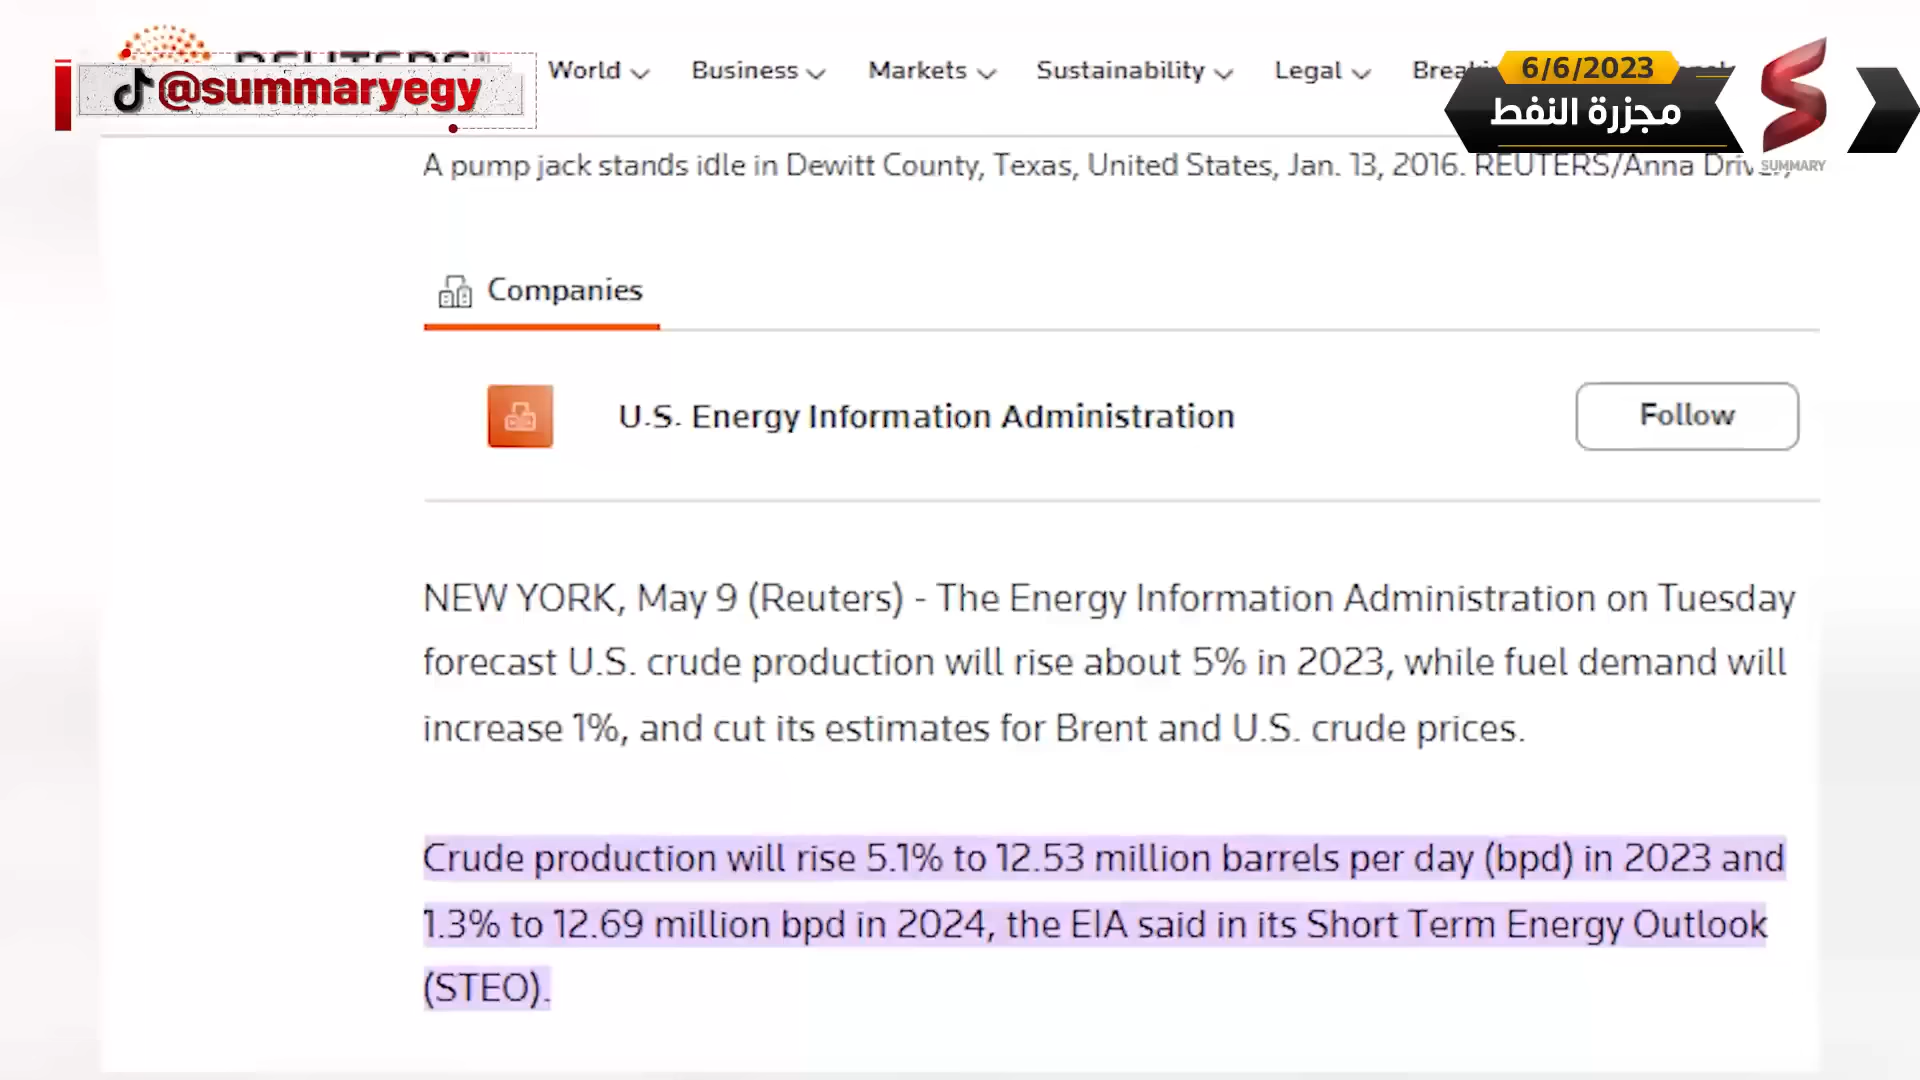 REUTERS
@summaryegy
World
Business
Markets
Sustainability
Legal
6/6/2023
مجزرة النفط
SUMMARY
A pump jack stands idle in Dewitt County, Texas, United States, Jan. 13, 2016. REUTERS/Anna
Companies
U.S. Energy Information Administration
Follow
NEW YORK, May 9 (Reuters) - The Energy Information Administration on Tuesday
forecast U.S. crude production will rise about 5% in 2023, while fuel demand will
increase 1%, and cut its estimates for Brent and U.S. crude prices.
Crude production will rise 5.1% to 12.53 million barrels per day (bpd) in 2023 and
1.3% to 12.69 million bpd in 2024, the EIA said in its Short Term Energy Outlook
(STEO).